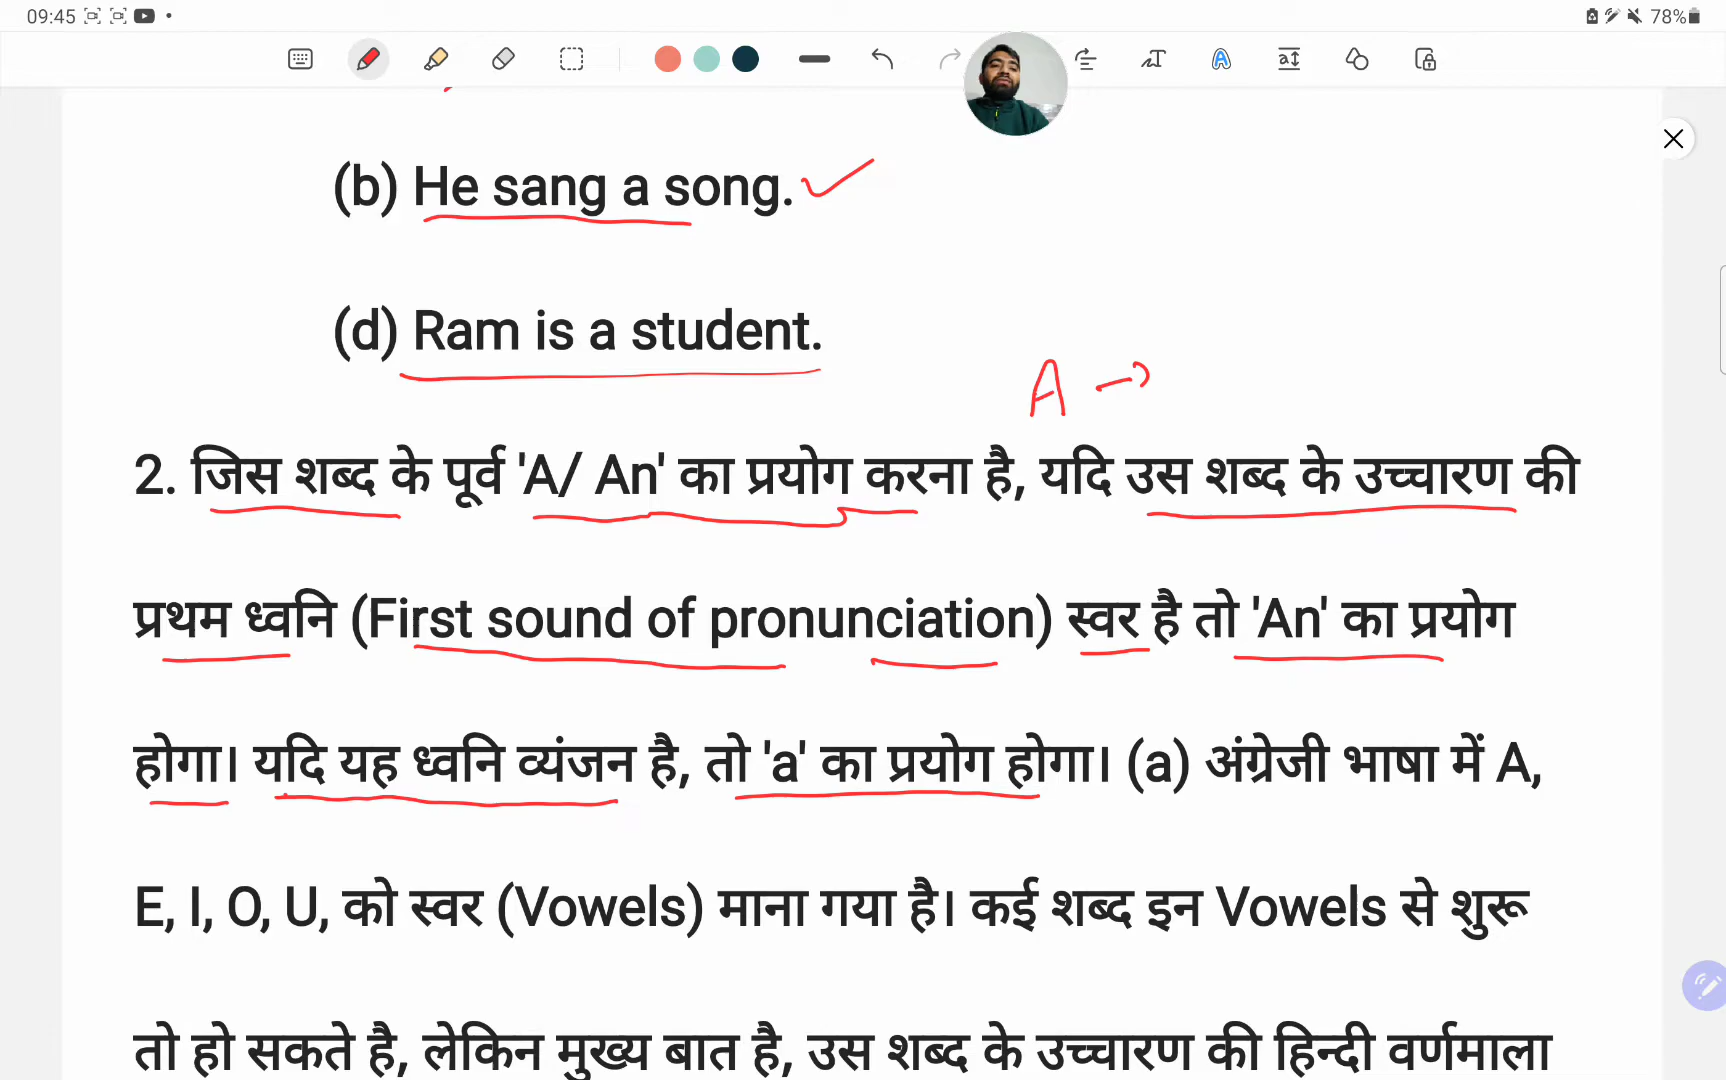 09:45
78%
(b) He sang a song.
(d) Ram is a student.
A →
2. जिस शब्द के पूर्व 'A/ An' का प्रयोग करना है, यदि उस शब्द के उच्चारण की
प्रथम ध्वनि (First sound of pronunciation) स्वर है तो 'An' का प्रयोग
होगा। यदि यह ध्वनि व्यंजन है, तो 'a' का प्रयोग होगा। (a) अंग्रेजी भाषा में A,
E, I, O, U, को स्वर (Vowels) माना गया है। कई शब्द इन Vowels से शुरू
तो हो सकते है, लेकिन मुख्य बात है, उस शब्द के उच्चारण की हिन्दी वर्णमाला